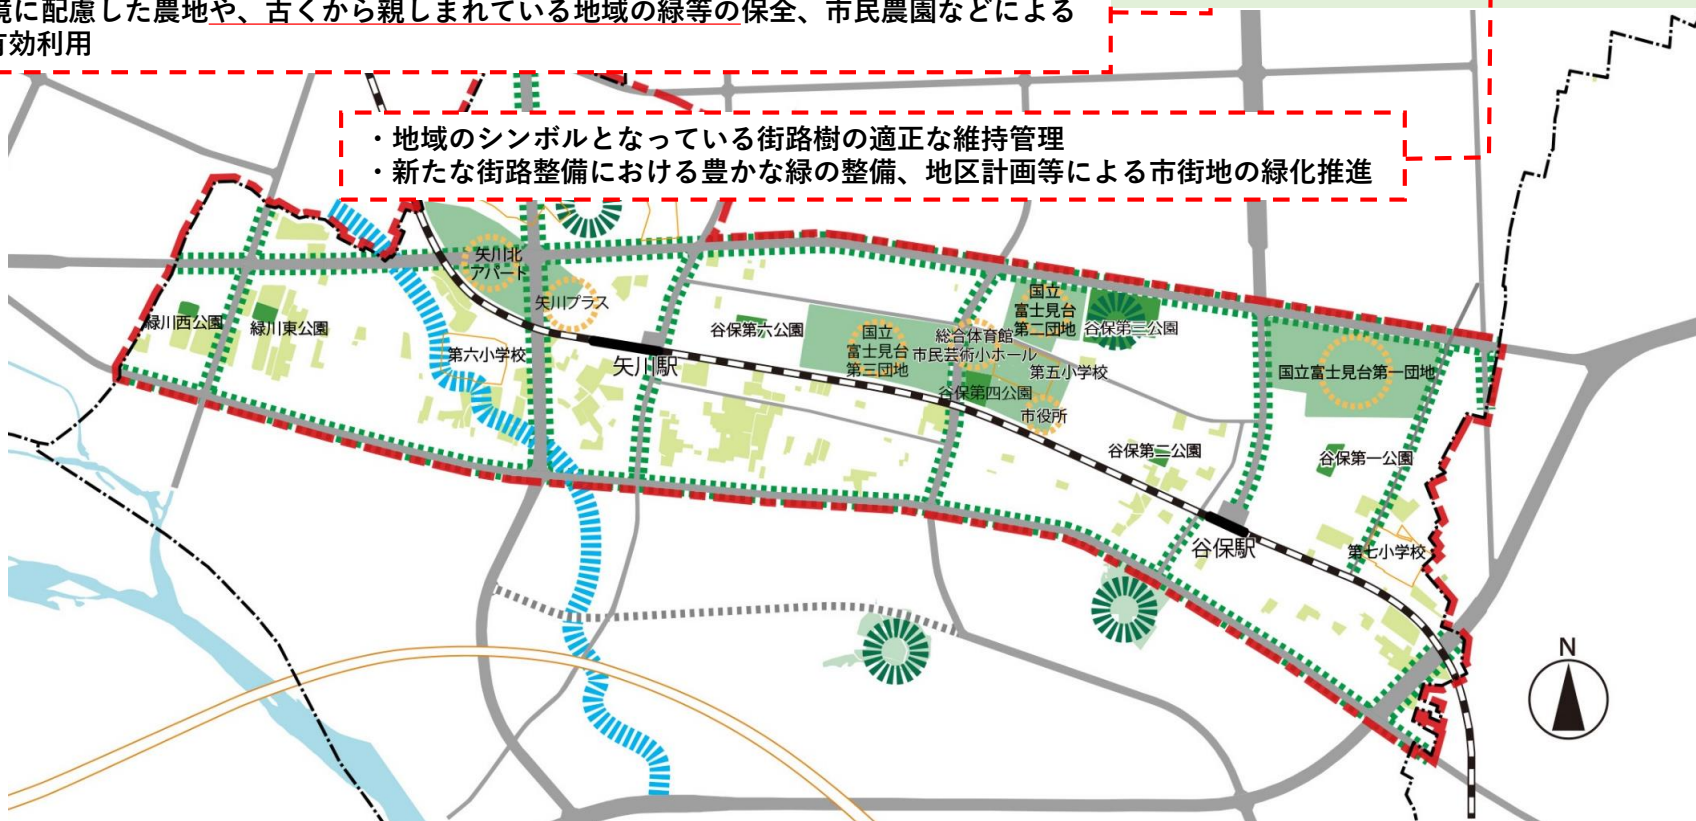 境に配慮した農地や、古くから親しまれている地域の緑等の保全、市民農園などによる
有効利用
・地域のシンボルとなっている街路樹の適正な維持管理
・新たな街路整備における豊かな緑の整備、地区計画等による市街地の緑化推進
矢川北
アパート
矢川プラス
緑川西公園
緑川東公園
第六小学校
矢川駅
谷保第六公園
国立
富士見台
第三団地
総合体育館
市民芸術小ホール
国立
富士見台
第二団地
谷保第三公園
第五小学校
谷保第四公園
市役所
国立富士見台第一団地
谷保第二公園
谷保第一公園
谷保駅
第七小学校
N